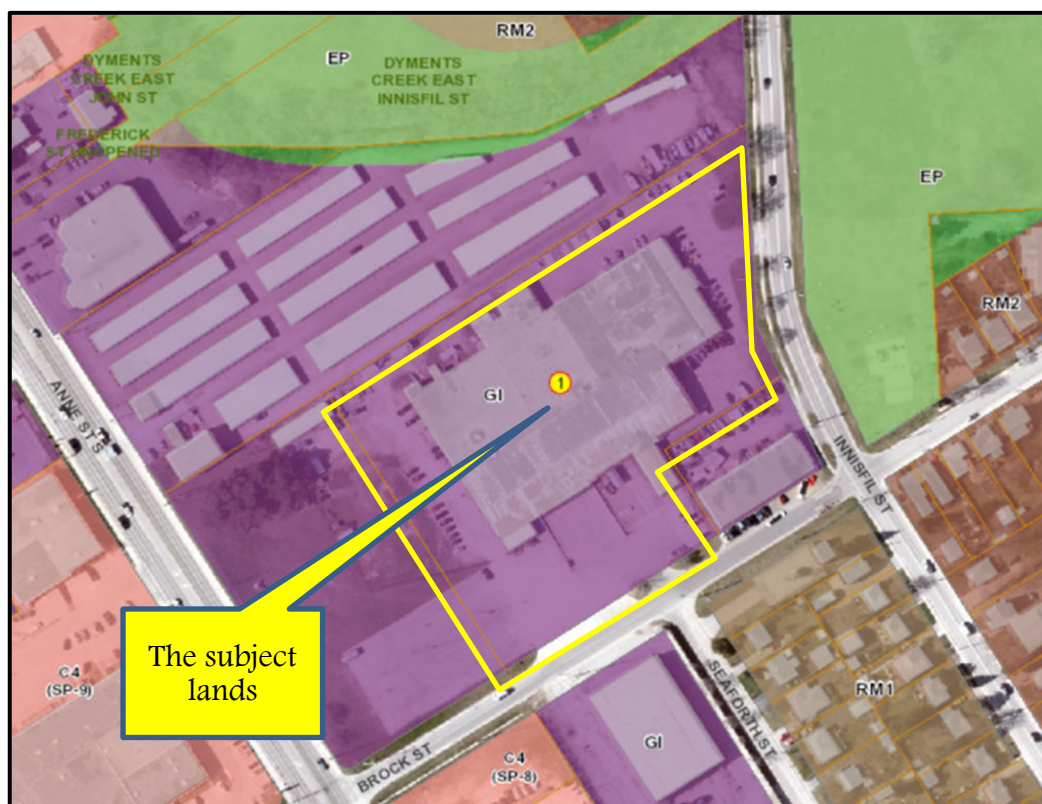 RM2
EP
DYMENTS
CREEK EAST
JOHN ST
DYMENTS
CREEK EAST
INNISFIL ST
FREDERICK
ST UNOPENED
EP
RM2
1
GI
ANNE ST S
INNISFIL ST
The subject
lands
C4
(SP-9)
SEAFORTH ST
RM1
GI
BROCK ST
C4
(SP-8)